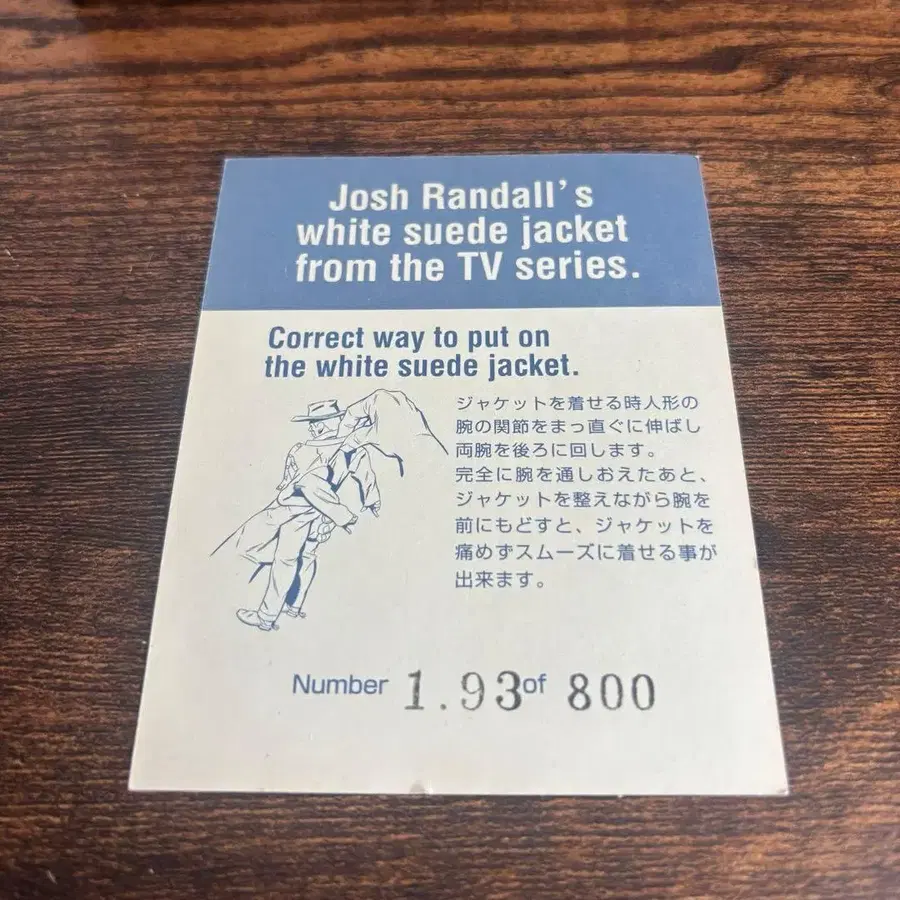 Josh Randall's
white suede jacket
from the TV series.
Correct way to put on
the white suede jacket.
ジャケットを着せる時人形の
腕の関節をまっ直ぐに伸ばし
両腕を後ろに回します。
完全に腕を通しおえたあと、
ジャケットを整えながら腕を
前にもどすと、ジャケットを
痛めずスムーズに着せる事が
出来ます。
Number 1.93 of 800